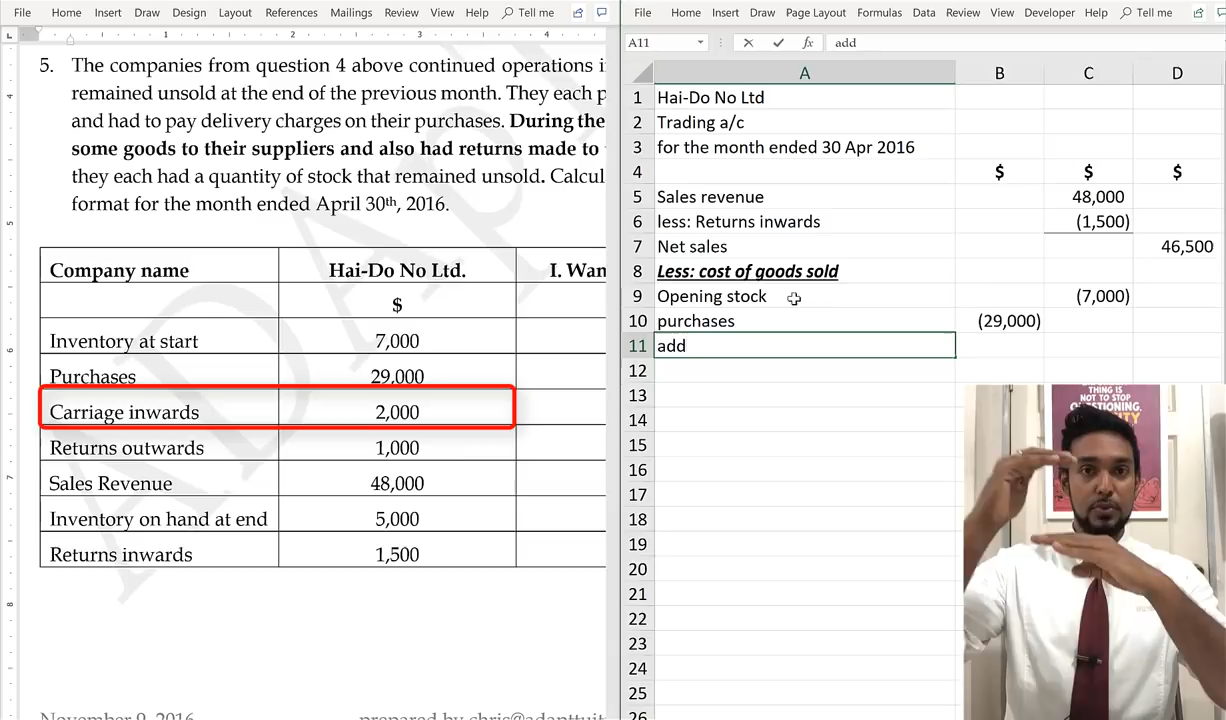 File Home Insert Draw Design Layout References Mailings Review View Help Tell me
1 2 3 4
5. The companies from question 4 above continued operations i
remained unsold at the end of the previous month. They each p
and had to pay delivery charges on their purchases. During the
some goods to their suppliers and also had returns made to
they each had a quantity of stock that remained unsold. Calcul
format for the month ended April 30th, 2016.
Company name Hai-Do No Ltd. I. Wan
$
Inventory at start 7,000
Purchases 29,000
Carriage inwards 2,000
Returns outwards 1,000
Sales Revenue 48,000
Inventory on hand at end 5,000
Returns inwards 1,500
November 9, 2016 prepared by chris@adapttui
File Home Insert Draw Page Layout Formulas Data Review View Developer Help Tell me
A11 fx add
A B C D
1 Hai-Do No Ltd
2 Trading a/c
3 for the month ended 30 Apr 2016
4 $ $ $
5 Sales revenue 48,000
6 less: Returns inwards (1,500)
7 Net sales 46,500
8 Less: cost of goods sold
9 Opening stock (7,000)
10 purchases (29,000)
11 add
12
13
14
15
16
17
18
19
20
21
22
23
24
25
26
THING IS
NOT TO STOP
QUESTIONING.